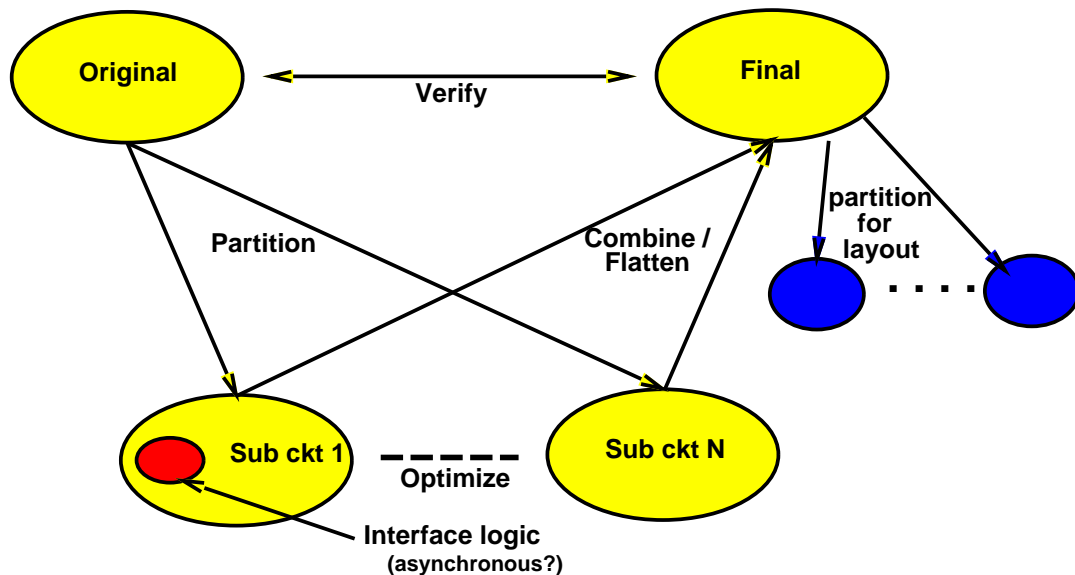 Original
Final
Verify
partition
for
layout
Partition
Combine /
Flatten
. . . .
Sub ckt 1
Sub ckt N
Optimize
Interface logic
(asynchronous?)